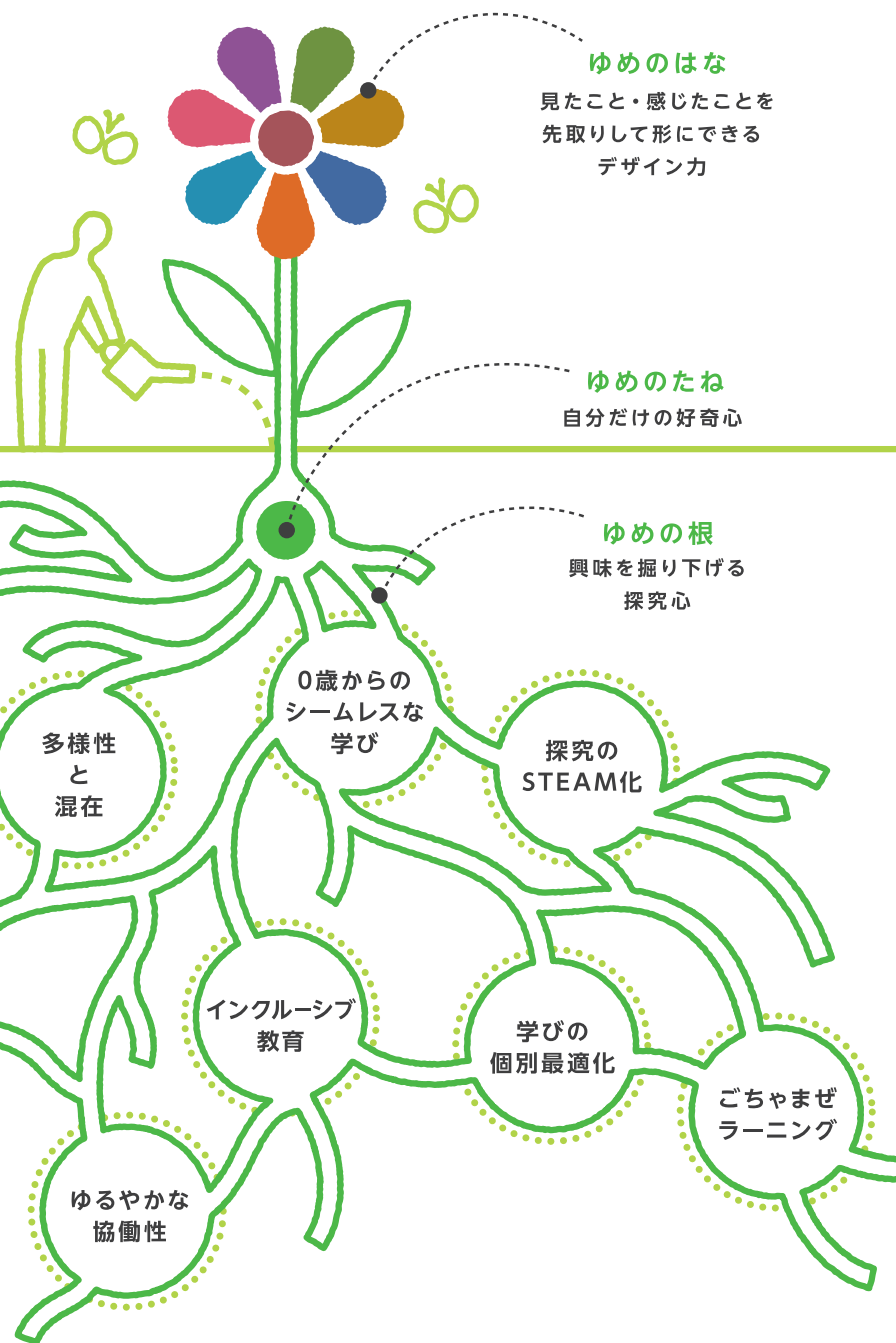 ゆめのはな
見たこと・感じたことを
先取りして形にできる
デザイン力
ゆめのたね
自分だけの好奇心
ゆめの根
興味を掘り下げる
探究心
0歳からの
シームレスな
学び
多様性
と
混在
探究の
STEAM化
インクルーシブ
教育
学びの
個別最適化
ごちゃまぜ
ラーニング
ゆるやかな
協働性